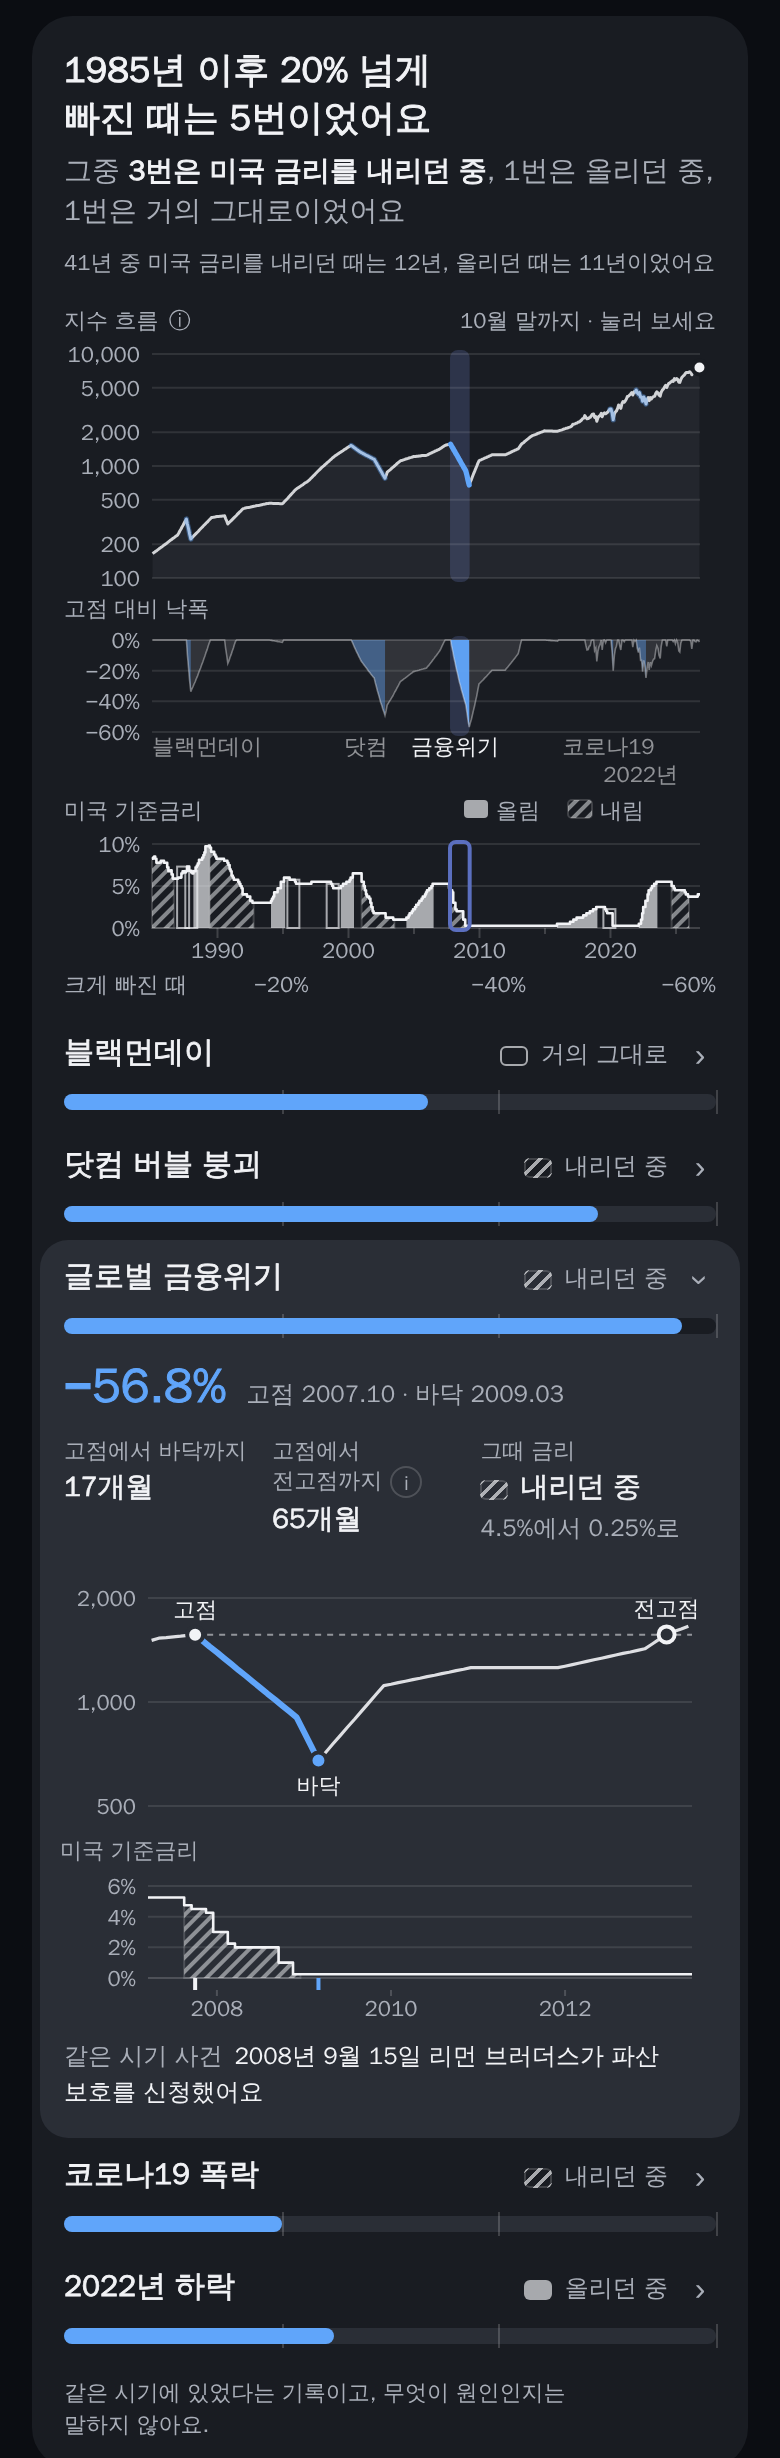 1985년 이후 20% 넘게
빠진 때는 5번이었어요
그중 3번은 미국 금리를 내리던 중, 1번은 올리던 중,
1번은 거의 그대로이었어요
41년 중 미국 금리를 내리던 때는 12년, 올리던 때는 11년이었어요
지수 흐름 ⓘ 10월 말까지 · 눌러 보세요
10,000
5,000
2,000
1,000
500
200
100
고점 대비 낙폭
0%
−20%
−40%
−60%
블랙먼데이 닷컴 금융위기 코로나19
2022년
미국 기준금리 올림 내림
10%
5%
0%
1990 2000 2010 2020
크게 빠진 때 −20% −40% −60%
블랙먼데이 거의 그대로 ›
닷컴 버블 붕괴 내리던 중 ›
글로벌 금융위기 내리던 중
−56.8% 고점 2007.10 · 바닥 2009.03
고점에서 바닥까지
17개월
고점에서
전고점까지 ⓘ
65개월
그때 금리
내리던 중
4.5%에서 0.25%로
2,000
고점 전고점
1,000
바닥
500
미국 기준금리
6%
4%
2%
0%
2008 2010 2012
같은 시기 사건 2008년 9월 15일 리먼 브러더스가 파산
보호를 신청했어요
코로나19 폭락 내리던 중 ›
2022년 하락 올리던 중 ›
같은 시기에 있었다는 기록이고, 무엇이 원인인지는
말하지 않아요.